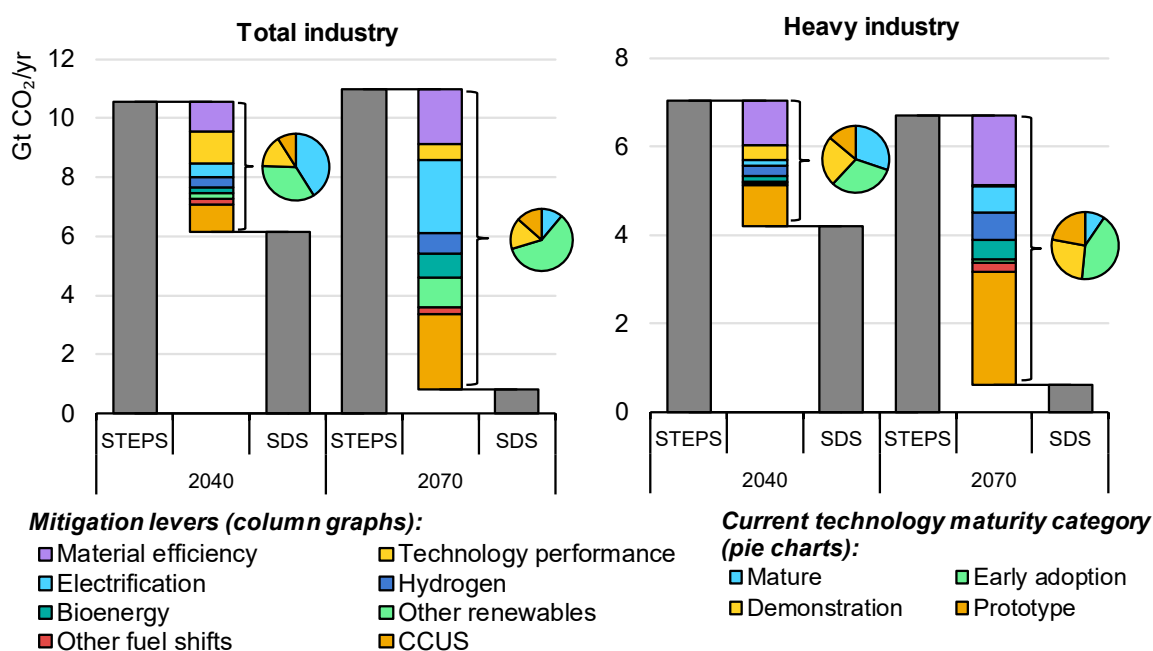 Total industry
Heavy industry
Gt CO₂/yr
12
10
8
6
4
2
0
8
6
4
2
0
STEPS SDS STEPS SDS
2040 2070
STEPS SDS STEPS SDS
2040 2070
Mitigation levers (column graphs):
Material efficiency Technology performance
Electrification Hydrogen
Bioenergy Other renewables
Other fuel shifts CCUS
Current technology maturity category
(pie charts):
Mature Early adoption
Demonstration Prototype